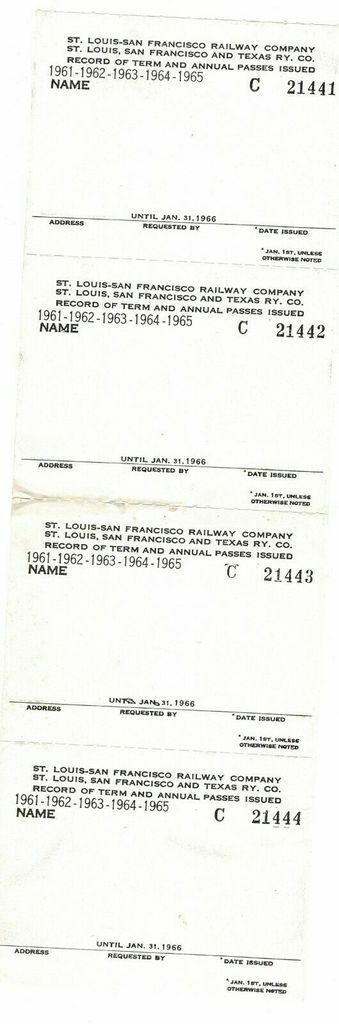 ST. LOUIS-SAN FRANCISCO RAILWAY COMPANY
ST. LOUIS, SAN FRANCISCO AND TEXAS RY. CO.
RECORD OF TERM AND ANNUAL PASSES ISSUED
1961-1962-1963-1964-1965
NAME C 21441
UNTIL JAN. 31, 1966
ADDRESS REQUESTED BY *DATE ISSUED
*JAN. 1ST, UNLESS
OTHERWISE NOTED
ST. LOUIS-SAN FRANCISCO RAILWAY COMPANY
ST. LOUIS, SAN FRANCISCO AND TEXAS RY. CO.
RECORD OF TERM AND ANNUAL PASSES ISSUED
1961-1962-1963-1964-1965
NAME C 21442
UNTIL JAN. 31, 1966
ADDRESS REQUESTED BY *DATE ISSUED
*JAN. 1ST, UNLESS
OTHERWISE NOTED
ST. LOUIS-SAN FRANCISCO RAILWAY COMPANY
ST. LOUIS, SAN FRANCISCO AND TEXAS RY. CO.
RECORD OF TERM AND ANNUAL PASSES ISSUED
1961-1962-1963-1964-1965
NAME C 21443
UNTIL JAN. 31, 1966
ADDRESS REQUESTED BY *DATE ISSUED
*JAN. 1ST, UNLESS
OTHERWISE NOTED
ST. LOUIS-SAN FRANCISCO RAILWAY COMPANY
ST. LOUIS, SAN FRANCISCO AND TEXAS RY. CO.
RECORD OF TERM AND ANNUAL PASSES ISSUED
1961-1962-1963-1964-1965
NAME C 21444
UNTIL JAN. 31, 1966
ADDRESS REQUESTED BY *DATE ISSUED
*JAN. 1ST, UNLESS
OTHERWISE NOTED